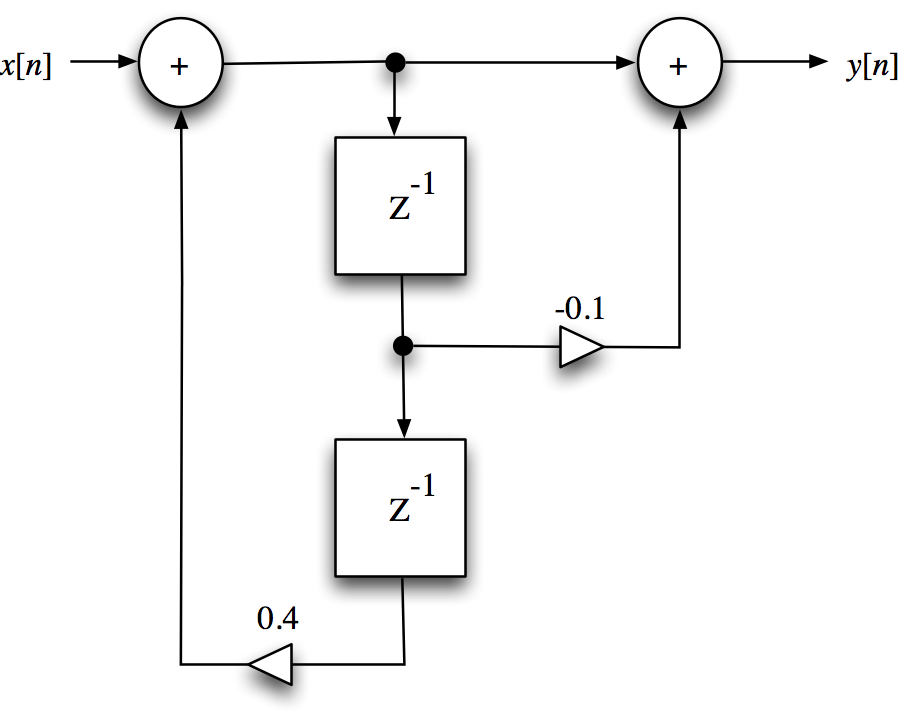 x[n]
+
+
y[n]
z⁻¹
-0.1
z⁻¹
0.4